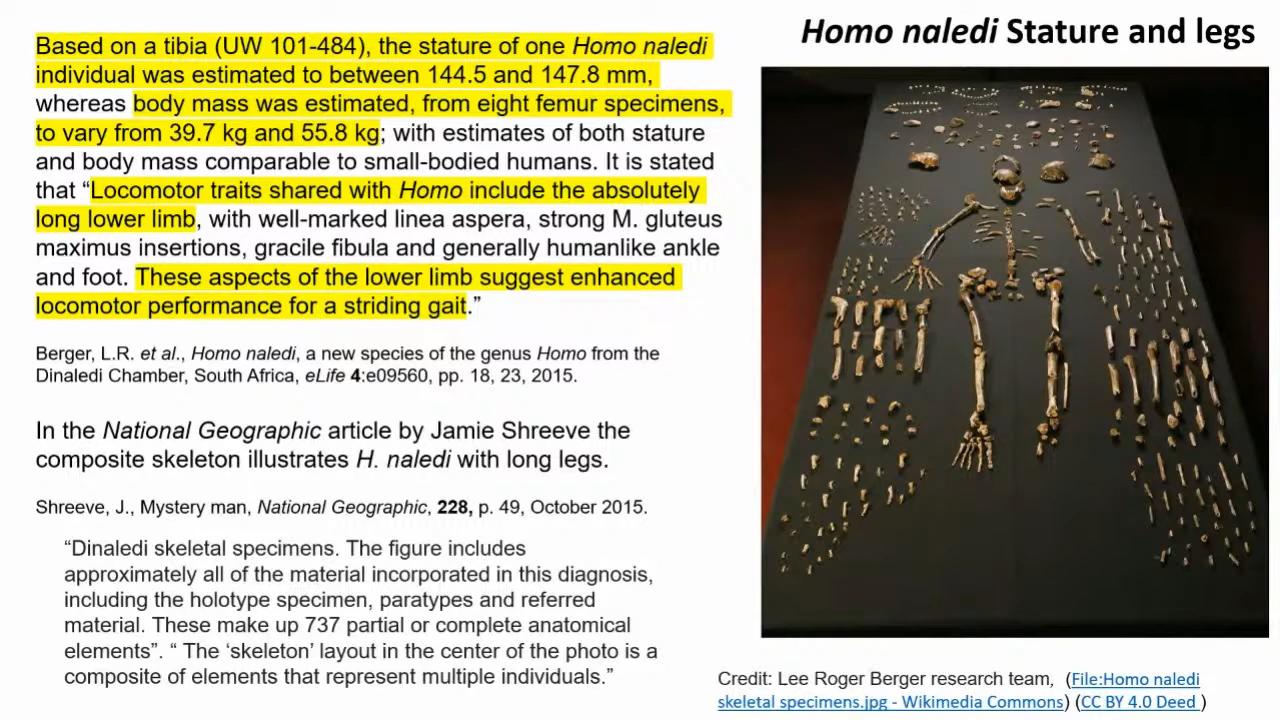 Homo naledi Stature and legs
Based on a tibia (UW 101-484), the stature of one Homo naledi
individual was estimated to between 144.5 and 147.8 mm,
whereas body mass was estimated, from eight femur specimens,
to vary from 39.7 kg and 55.8 kg; with estimates of both stature
and body mass comparable to small-bodied humans. It is stated
that “Locomotor traits shared with Homo include the absolutely
long lower limb, with well-marked linea aspera, strong M. gluteus
maximus insertions, gracile fibula and generally humanlike ankle
and foot. These aspects of the lower limb suggest enhanced
locomotor performance for a striding gait.”
Berger, L.R. et al., Homo naledi, a new species of the genus Homo from the
Dinaledi Chamber, South Africa, eLife 4:e09560, pp. 18, 23, 2015.
In the National Geographic article by Jamie Shreeve the
composite skeleton illustrates H. naledi with long legs.
Shreeve, J., Mystery man, National Geographic, 228, p. 49, October 2015.
“Dinaledi skeletal specimens. The figure includes
approximately all of the material incorporated in this diagnosis,
including the holotype specimen, paratypes and referred
material. These make up 737 partial or complete anatomical
elements”. “ The ‘skeleton’ layout in the center of the photo is a
composite of elements that represent multiple individuals.”
Credit: Lee Roger Berger research team, (File:Homo naledi
skeletal specimens.jpg - Wikimedia Commons) (CC BY 4.0 Deed )